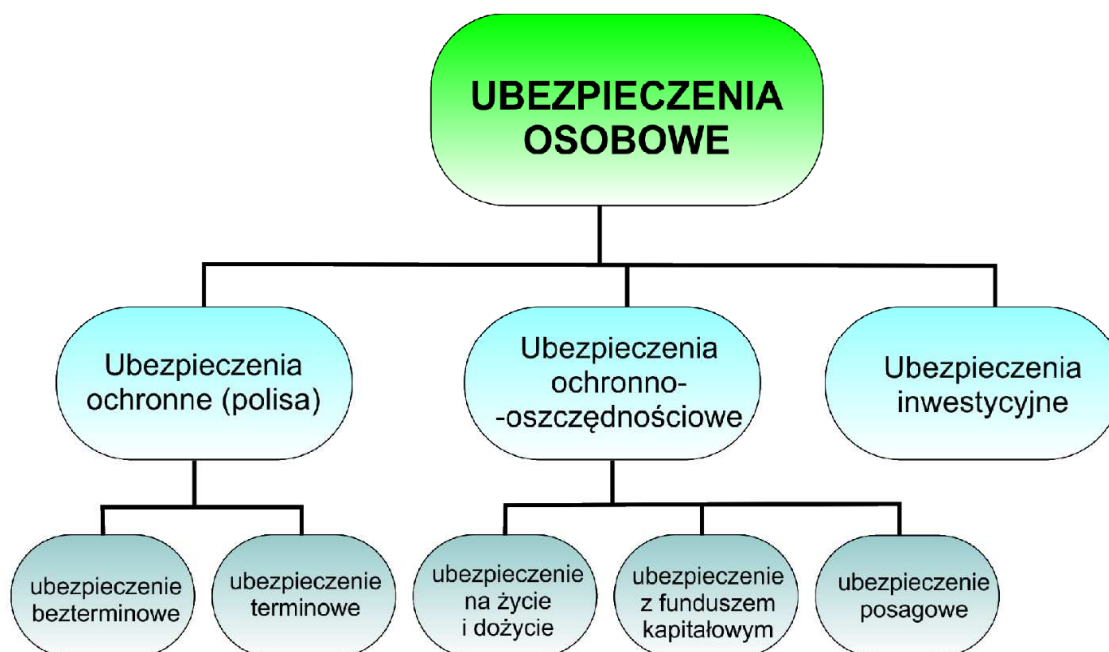 UBEZPIECZENIA
OSOBOWE
Ubezpieczenia
ochronne (polisa)
Ubezpieczenia
ochronno-
-oszczędnościowe
Ubezpieczenia
inwestycyjne
ubezpieczenie
bezterminowe
ubezpieczenie
terminowe
ubezpieczenie
na życie
i dożycie
ubezpieczenie
z funduszem
kapitałowym
ubezpieczenie
posagowe